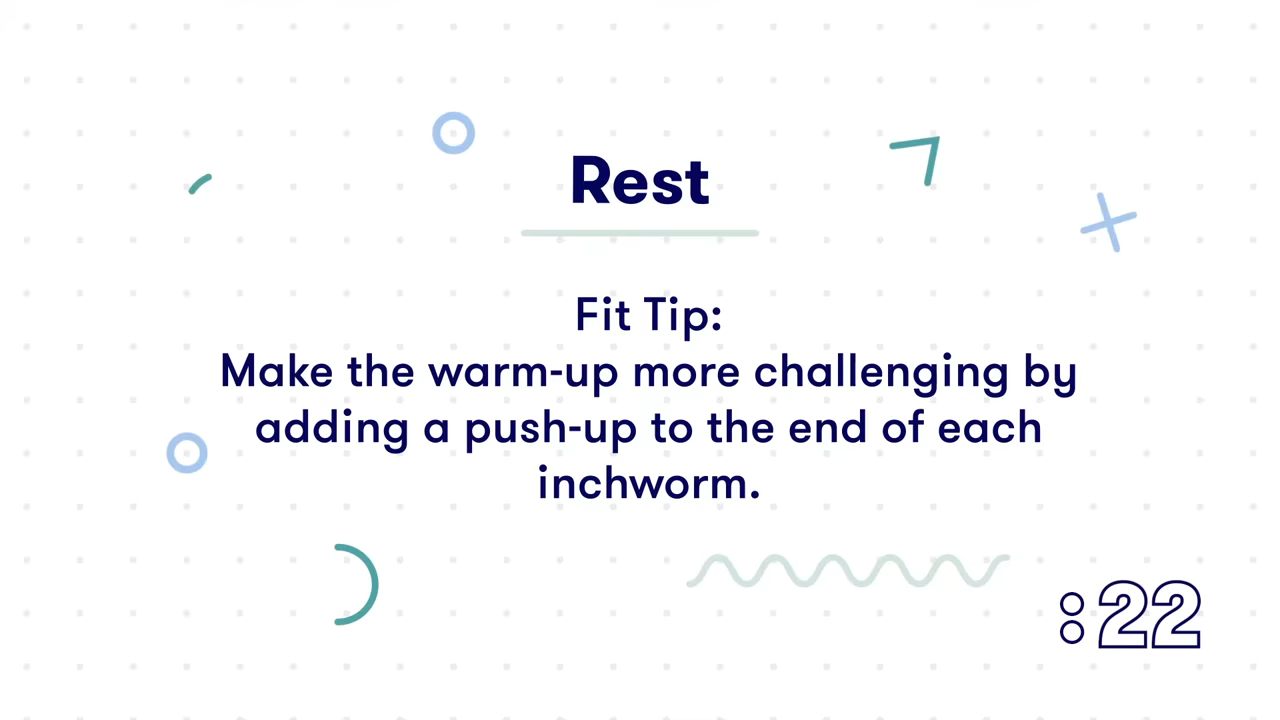 Rest
Fit Tip:
Make the warm-up more challenging by
adding a push-up to the end of each
inchworm.
:22